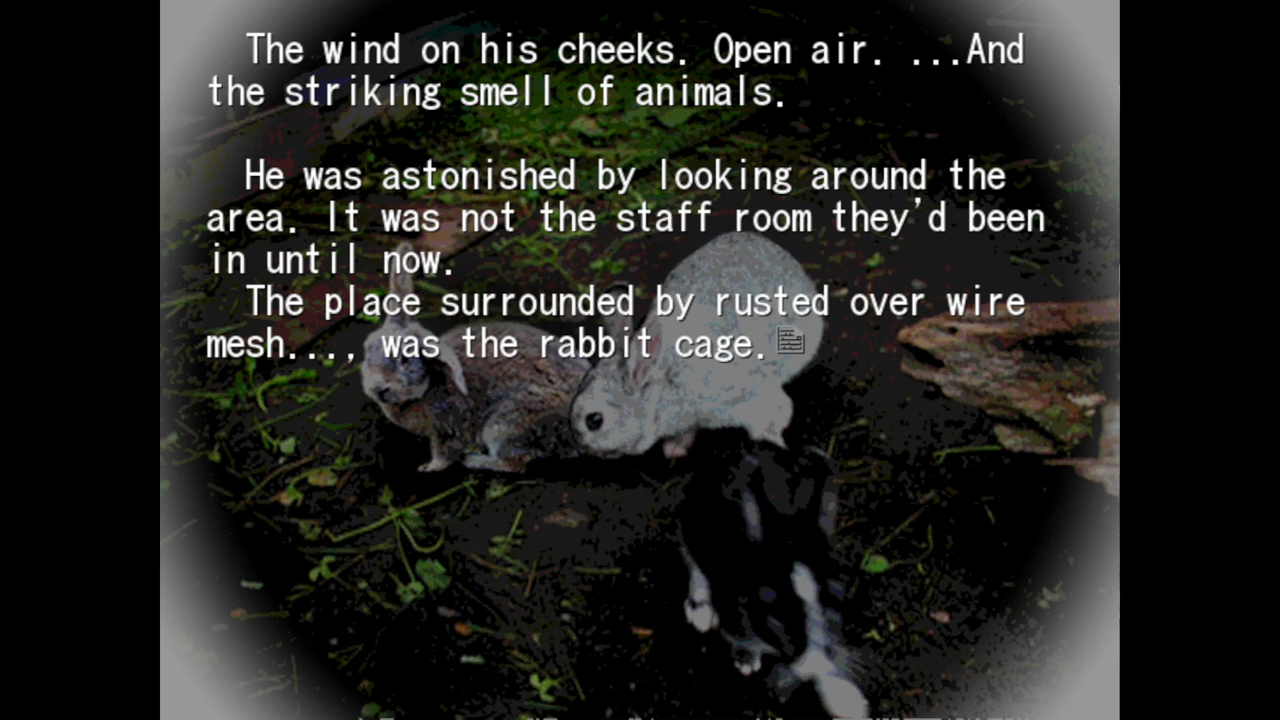 The wind on his cheeks. Open air. ...And
the striking smell of animals.
He was astonished by looking around the
area. It was not the staff room they'd been
in until now.
The place surrounded by rusted over wire
mesh..., was the rabbit cage.